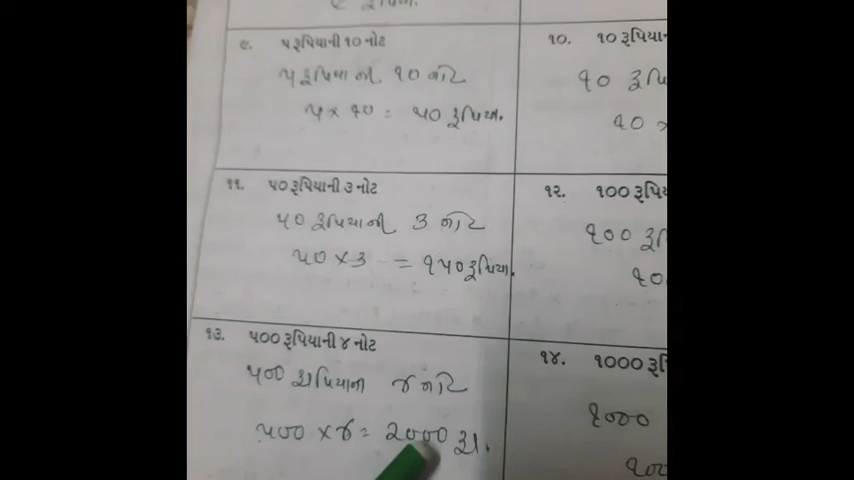 ૯. ૫ રૂપિયાની ૧૦ નોટ
૫ રૂપિયાની ૧૦ નોટ
૫ × ૧૦ = ૫૦ રૂપિયા.
૧૦. ૧૦ રૂપિયાન
૧૦ રૂપિ
૧૦ ×
૧૧. ૫૦ રૂપિયાની ૩ નોટ
૫૦ રૂપિયાની ૩ નોટ
૫૦ × ૩ = ૧૫૦ રૂપિયા.
૧૨. ૧૦૦ રૂપિ
૧૦૦ રૂ
૧૦
૧૩. ૫૦૦ રૂપિયાની ૪ નોટ
૫૦૦ રૂપિયાની ૪ નોટ
૫૦૦ × ૪ = ૨૦૦૦ રૂ.
૧૪. ૧૦૦૦ રૂપિ
૧૦૦૦
૧૦૦